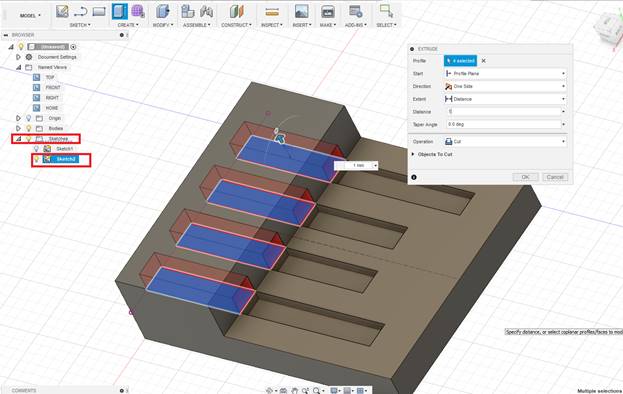 MODEL
SKETCH
CREATE
MODIFY
ASSEMBLE
CONSTRUCT
INSPECT
INSERT
MAKE
ADD-INS
SELECT
BROWSER
(Unsaved)
Document Settings
Named Views
TOP
FRONT
RIGHT
HOME
Origin
Bodies
Sketches
Sketch1
Sketch2
EXTRUDE
Profile 4 selected
Start Profile Plane
Direction One Side
Extent Distance
Distance
Taper Angle 0.0 deg
Operation Cut
Objects To Cut
OK Cancel
1 mm
Specify distance, or select coplanar profiles/faces to mod
COMMENTS
Multiple selections